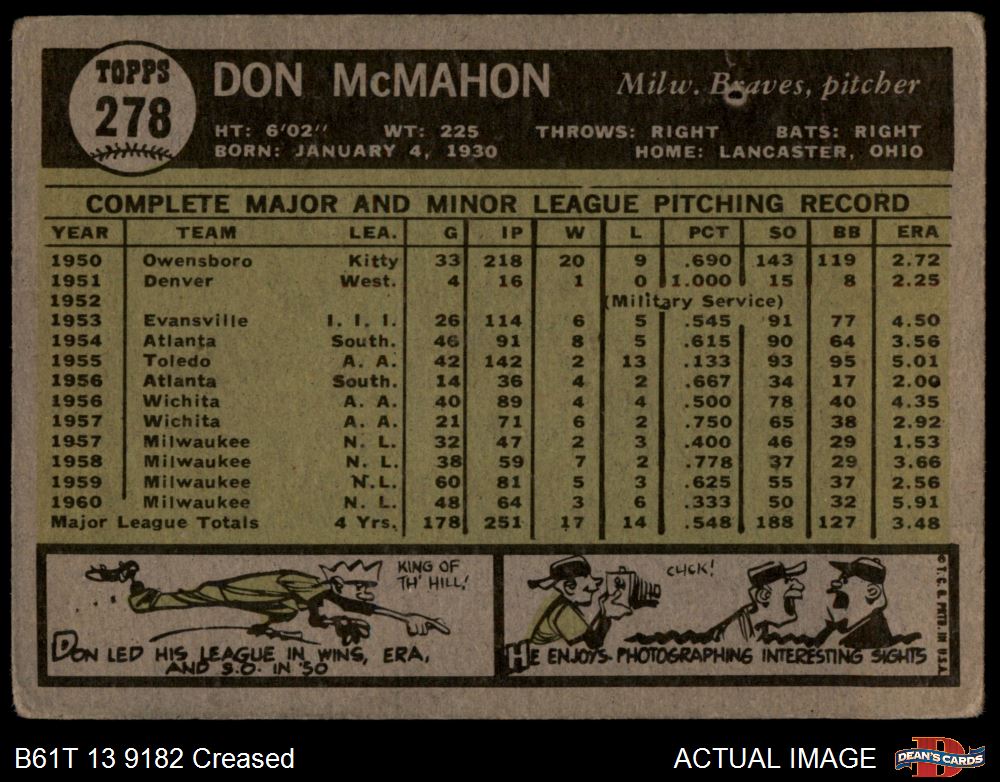 TOPPS
278
DON McMAHON
Milw. Braves, pitcher
HT: 6'02" WT: 225 THROWS: RIGHT BATS: RIGHT
BORN: JANUARY 4, 1930 HOME: LANCASTER, OHIO
COMPLETE MAJOR AND MINOR LEAGUE PITCHING RECORD
YEAR TEAM LEA. G IP W L PCT SO BB ERA
1950 Owensboro Kitty 33 218 20 9 .690 143 119 2.72
1951 Denver West. 4 16 1 0 1.000 15 8 2.25
1952 (Military Service)
1953 Evansville I. I. I. 26 114 6 5 .545 91 77 4.50
1954 Atlanta South. 46 91 8 5 .615 90 64 3.56
1955 Toledo A. A. 42 142 2 13 .133 93 95 5.01
1956 Atlanta South. 14 36 4 2 .667 34 17 2.00
1956 Wichita A. A. 40 89 4 4 .500 78 40 4.35
1957 Wichita A. A. 21 71 6 2 .750 65 38 2.92
1957 Milwaukee N. L. 32 47 2 3 .400 46 29 1.53
1958 Milwaukee N. L. 38 59 7 2 .778 37 29 3.66
1959 Milwaukee N.L. 60 81 5 3 .625 55 37 2.56
1960 Milwaukee N. L. 48 64 3 6 .333 50 32 5.91
Major League Totals 4 Yrs. 178 251 17 14 .548 188 127 3.48
KING OF
TH' HILL!
DON LED HIS LEAGUE IN WINS, ERA,
AND S.O. IN '50
CLICK!
HE ENJOYS PHOTOGRAPHING INTERESTING SIGHTS
© T. C. G. PRTD. IN U.S.A.
B61T 13 9182 Creased
ACTUAL IMAGE
D
DEAN'S CARDS